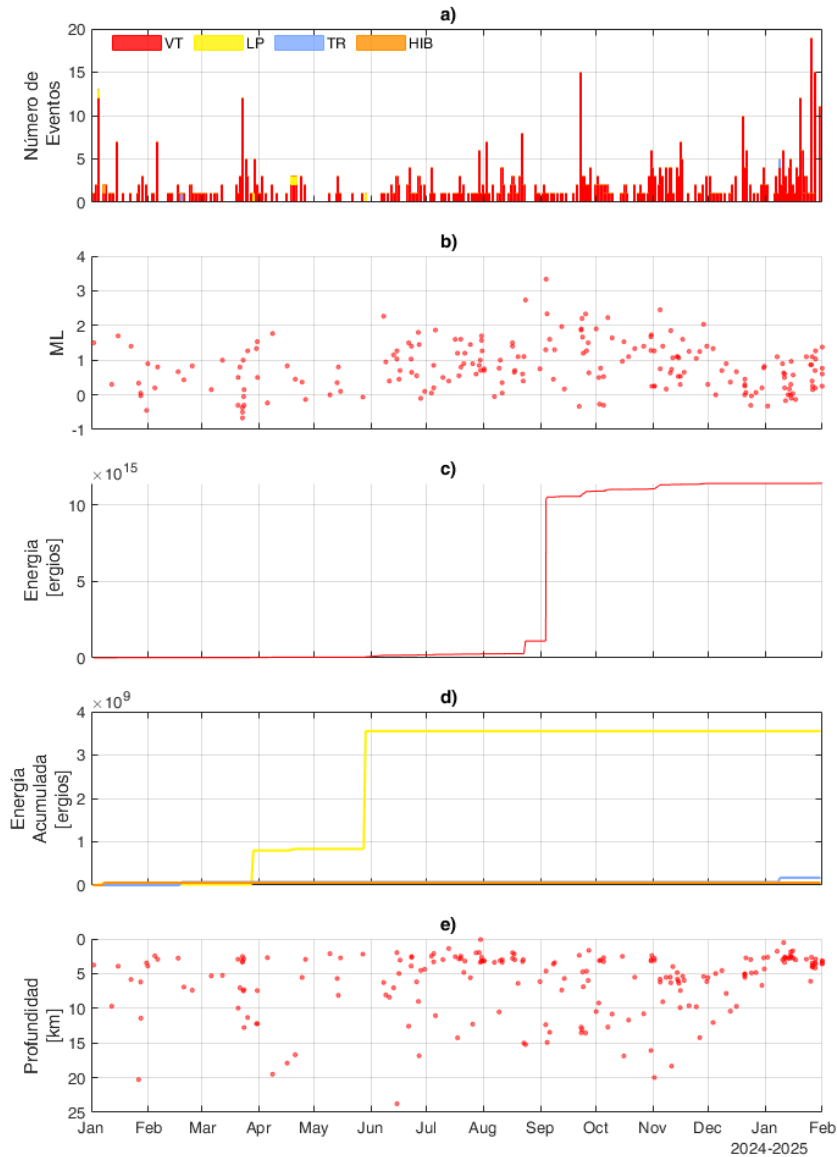 a)
VT LP TR HIB
Número de
Eventos
20
15
10
5
0
b)
ML
4
3
2
1
0
-1
c)
×10^15
Energía
[ergios]
10
5
0
d)
×10^9
Energía
Acumulada
[ergios]
4
3
2
1
0
e)
Profundidad
[km]
0
5
10
15
20
25
Jan Feb Mar Apr May Jun Jul Aug Sep Oct Nov Dec Jan Feb
2024-2025